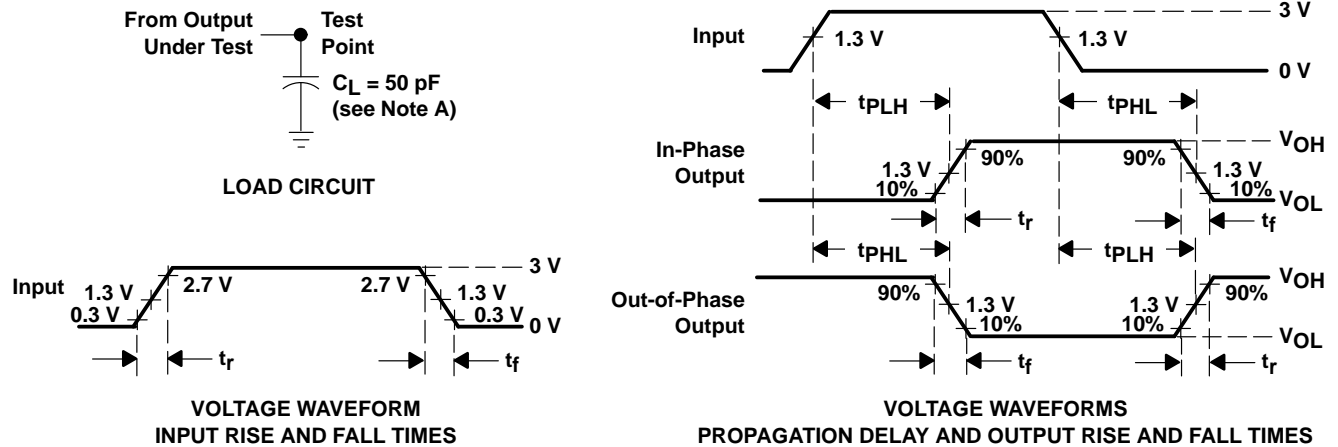 From Output
Under Test
Test
Point
CL = 50 pF
(see Note A)
LOAD CIRCUIT
Input
1.3 V
0.3 V
2.7 V
2.7 V
1.3 V
0.3 V
3 V
0 V
tr
tf
VOLTAGE WAVEFORM
INPUT RISE AND FALL TIMES
Input
1.3 V
1.3 V
3 V
0 V
tPLH
tPHL
In-Phase
Output
1.3 V
10%
90%
90%
1.3 V
10%
VOH
VOL
tr
tf
tPHL
tPLH
Out-of-Phase
Output
90%
1.3 V
10%
1.3 V
10%
90%
VOH
VOL
tf
tr
VOLTAGE WAVEFORMS
PROPAGATION DELAY AND OUTPUT RISE AND FALL TIMES